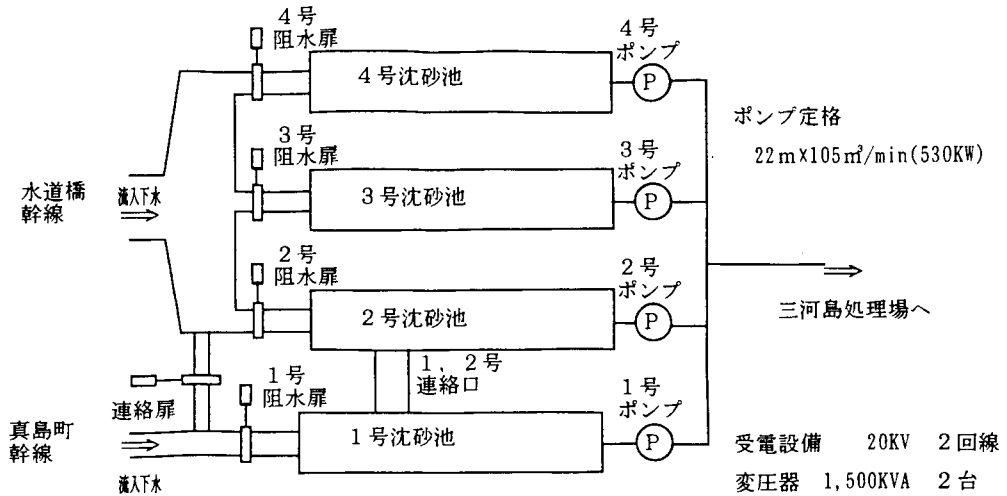 4号
阻水扉
4号沈砂池
4号
ポンプ
P
ポンプ定格
22m×105㎥/min(530KW)
3号
阻水扉
3号沈砂池
3号
ポンプ
P
水道橋
幹線
流入下水
2号
阻水扉
2号沈砂池
2号
ポンプ
P
三河島処理場へ
1,2号
連絡口
連絡扉
1号
阻水扉
1号沈砂池
1号
ポンプ
P
真島町
幹線
流入下水
受電設備 20KV 2回線
変圧器 1,500KVA 2台